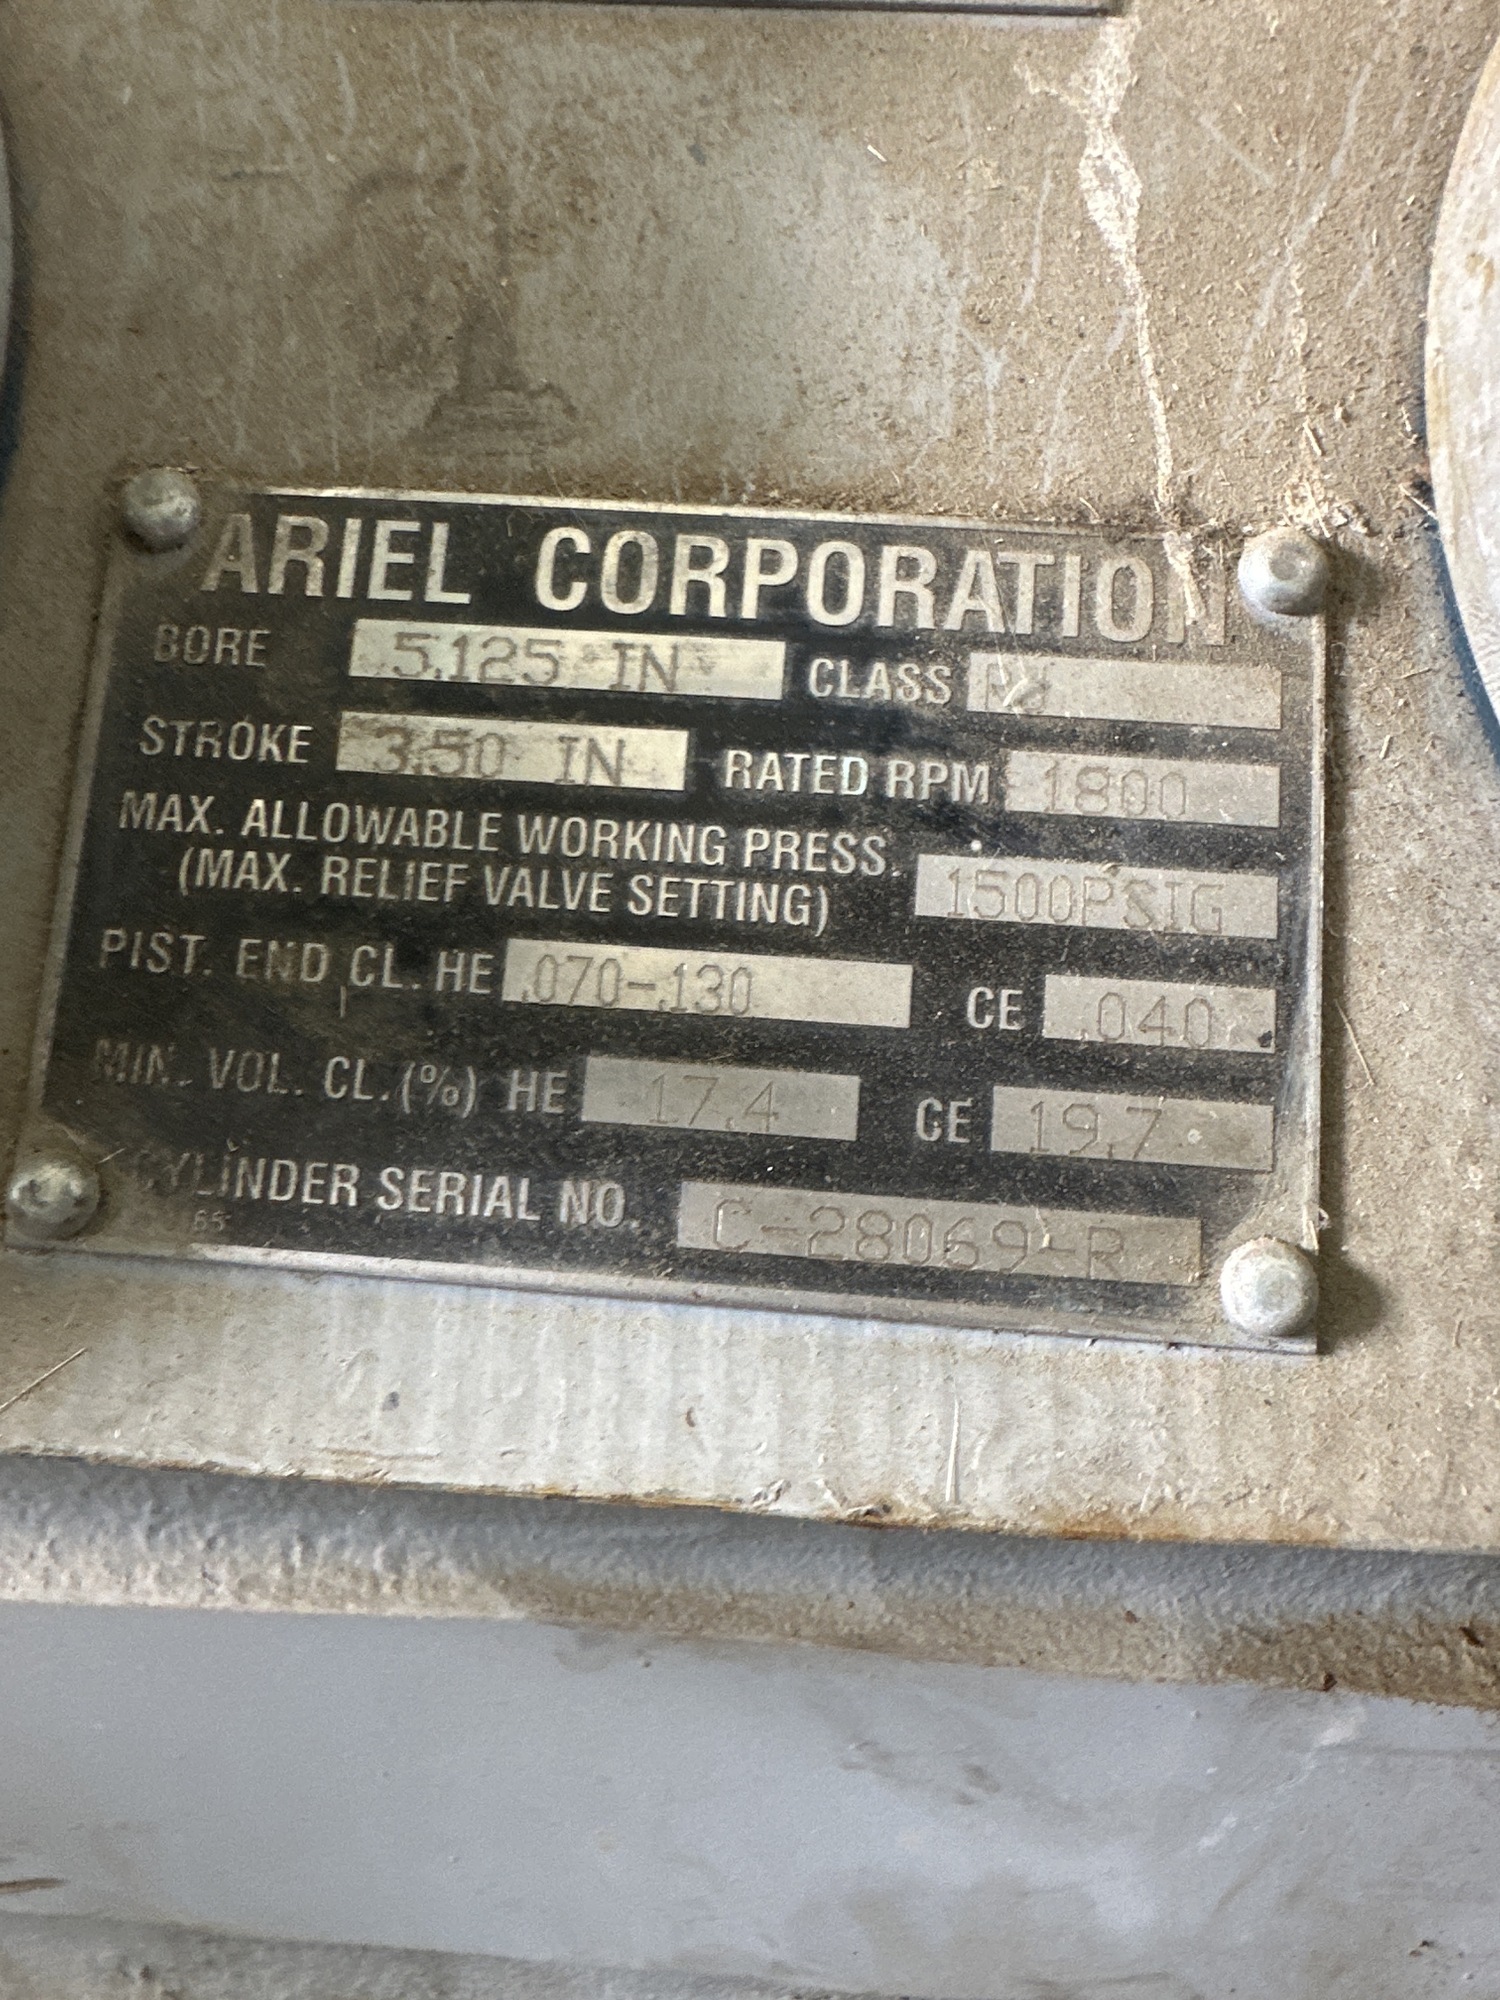 ARIEL CORPORATION
BORE 5.125 IN CLASS
STROKE 3.50 IN RATED RPM 1800
MAX. ALLOWABLE WORKING PRESS.
(MAX. RELIEF VALVE SETTING) 1500PSIG
PIST. END CL. HE .070-.130 CE .040
MIN. VOL. CL.(%) HE 17.4 CE 19.7
CYLINDER SERIAL NO. C-28069-R